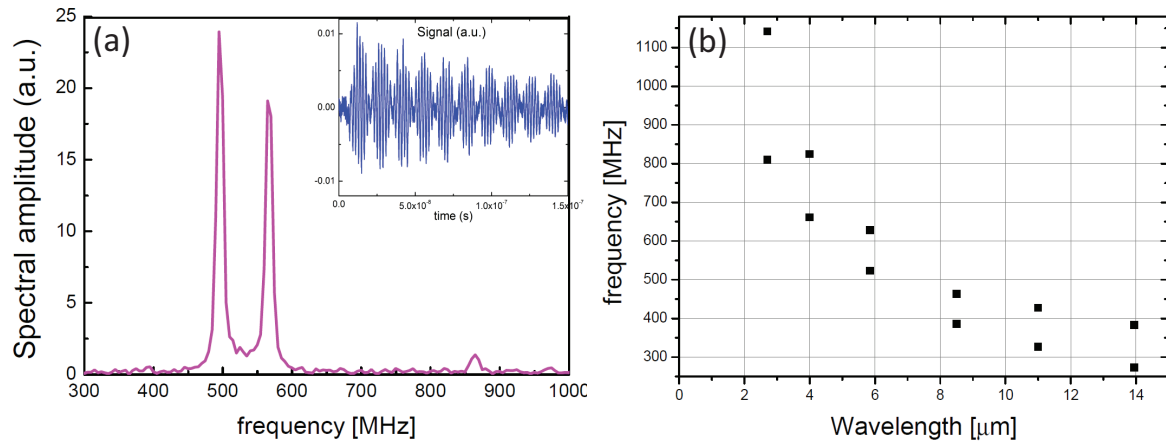 (a)
Spectral amplitude (a.u.)
25
20
15
10
5
0
300 400 500 600 700 800 900 1000
frequency [MHz]
Signal (a.u.)
0.01
0.00
-0.01
0.0 5.0x10⁻⁸ 1.0x10⁻⁷ 1.5x10⁻⁷
time (s)
(b)
frequency [MHz]
1100
1000
900
800
700
600
500
400
300
0 2 4 6 8 10 12 14
Wavelength [μm]